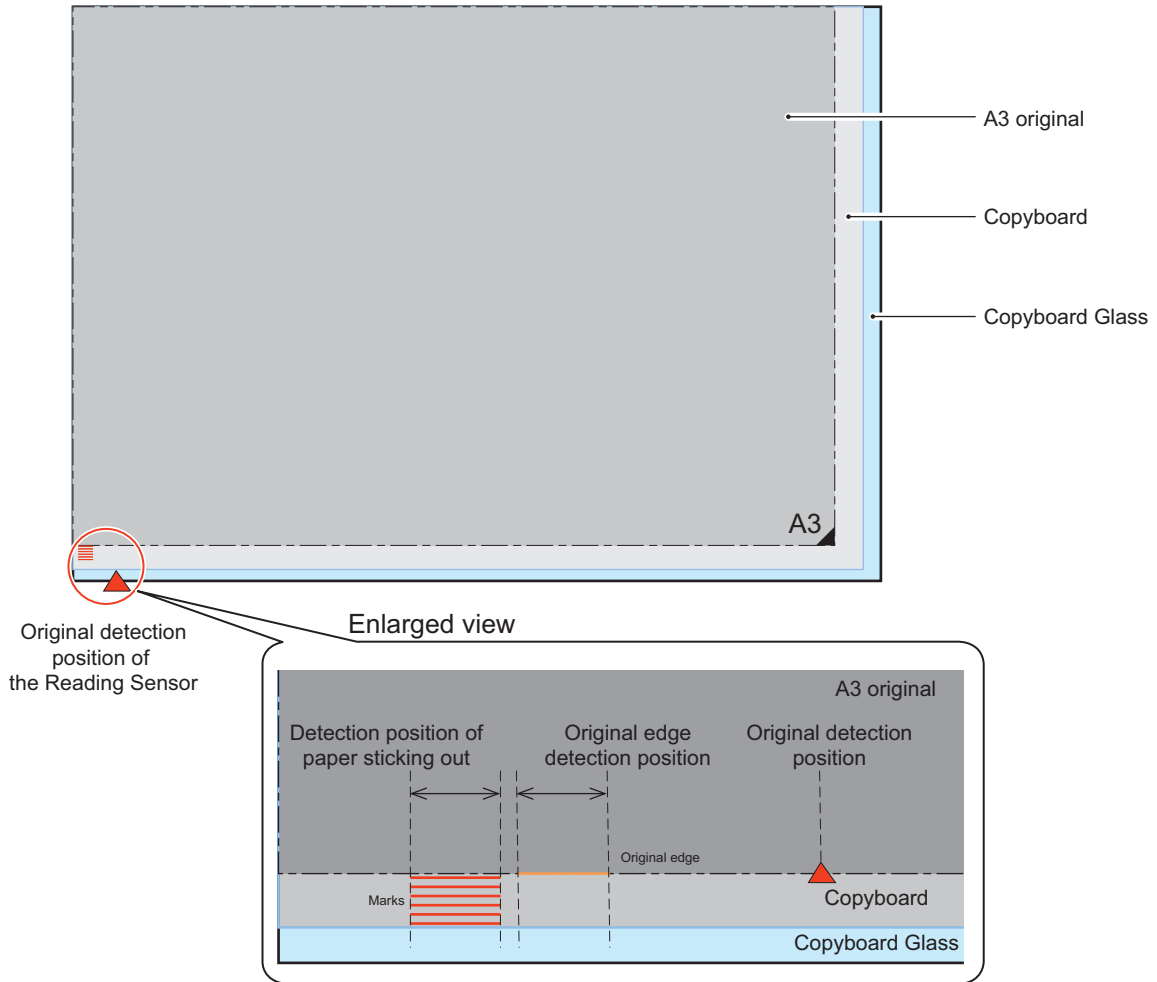 A3 original
Copyboard
Copyboard Glass
A3
Original detection
position of
the Reading Sensor
Enlarged view
A3 original
Detection position of
paper sticking out
Original edge
detection position
Original detection
position
Original edge
Marks
Copyboard
Copyboard Glass